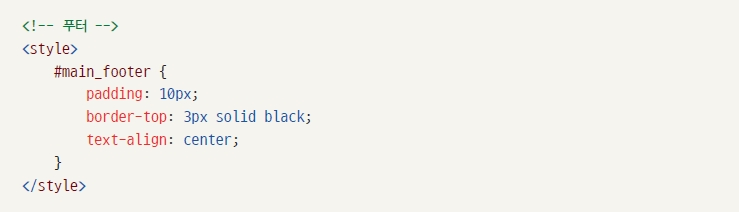 <!-- 푸터 -->
<style>
    #main_footer {
        padding: 10px;
        border-top: 3px solid black;
        text-align: center;
    }
</style>